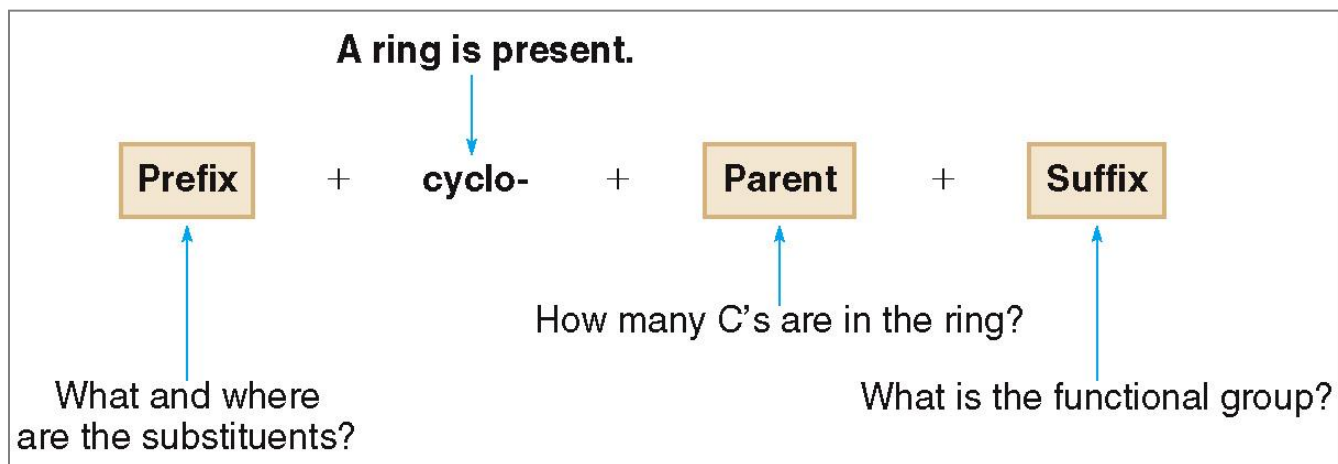 A ring is present.
Prefix + cyclo- + Parent + Suffix
How many C's are in the ring?
What and where
are the substituents?
What is the functional group?